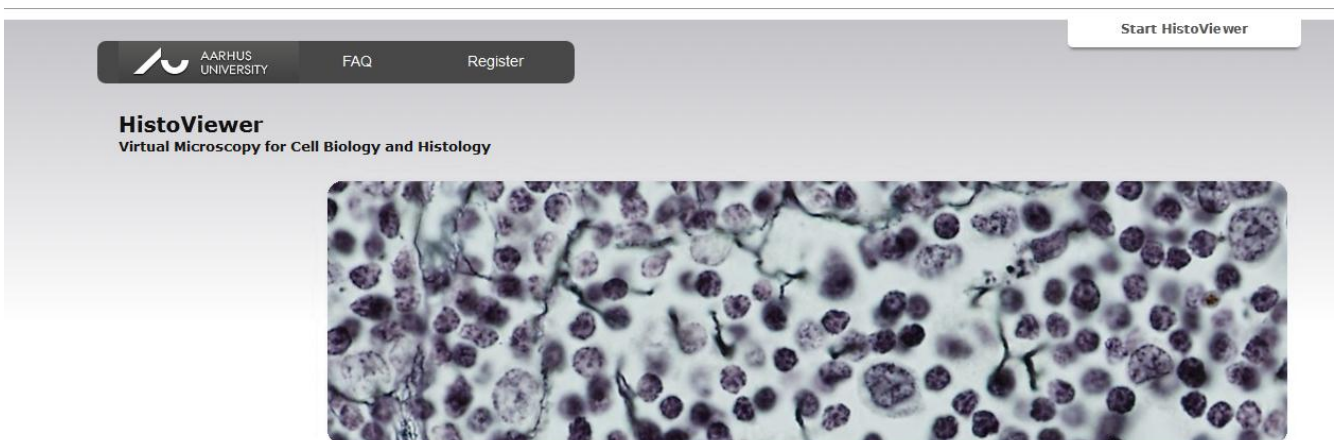 Start HistoViewer
AARHUS
UNIVERSITY
FAQ
Register
HistoViewer
Virtual Microscopy for Cell Biology and Histology